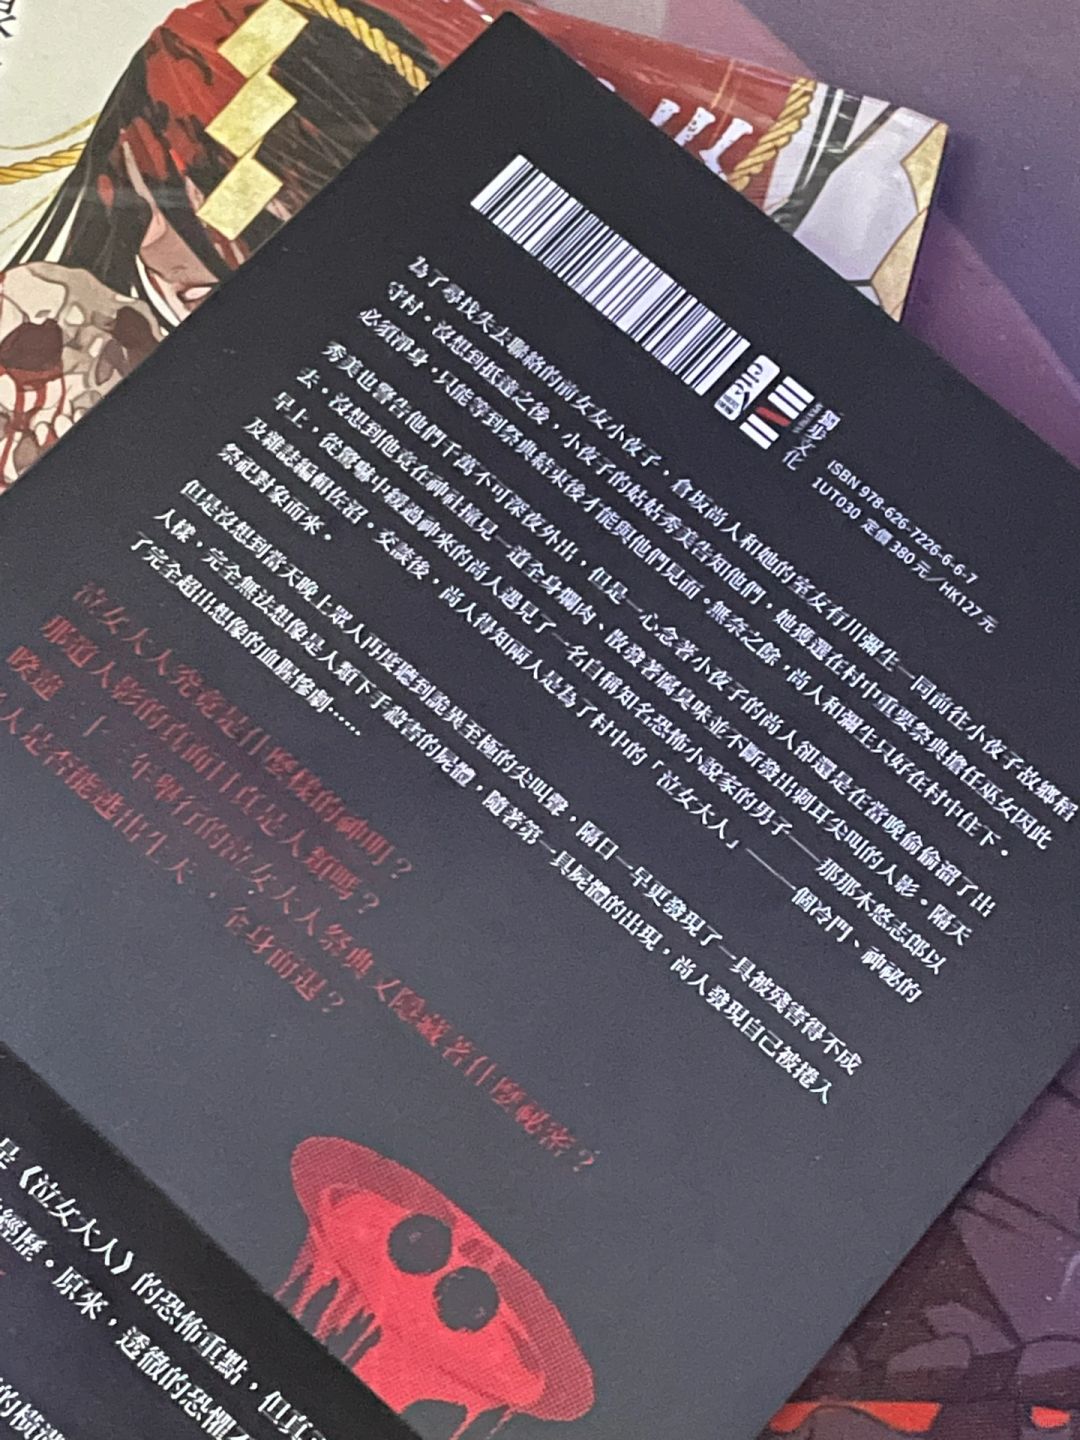 獨步文化
ISBN 978-626-7226-6-7
1UT030 定價 380 元／HK127 元
為了尋找失去聯絡的前女友小夜子，倉坂尚人和她的室友有川彌生一同前往小夜子故鄉稻
守村。沒想到抵達之後，小夜子的姑姑秀美告知他們，她獲選在村中重要祭典擔任巫女因此
必須淨身，只能等到祭典結束後才能與他們見面。無奈之餘，尚人和彌生只好在村中住下。
秀美也警告他們千萬不可深夜外出，但是一心念著小夜子的尚人卻還是在當晚偷偷溜了出
去。沒想到他竟在神社撞見一道全身爛肉、散發著腐臭味並不斷發出刺耳尖叫的人影。隔天
早上，從驚嚇中緩過神來的尚人遇見了一名自稱知名恐怖小說家的男子——那那木悠志郎以
及雜誌編輯佐沼。交談後，尚人得知兩人是為了村中的「泣女大人」——一個冷門、神祕的
祭祀對象而來。
但是沒想到當天晚上眾人再度聽到詭異至極的尖叫聲，隔日一早更發現了一具被殘害得不成
人樣，完全無法想像是人類下手殺害的屍體，隨著第一具屍體的出現，尚人發現自己被捲入
了完全超出想像的血腥慘劇……
泣女大人究竟是什麼樣的神明？
那道人影的真面目真是人類嗎？
睽違二十三年舉行的泣女大人祭典又隱藏著什麼祕密？
人是否能逃出生天，全身而退？
是《泣女大人》的恐怖重點，但真
經歷。原來，透徹的恐懼
的橫溝